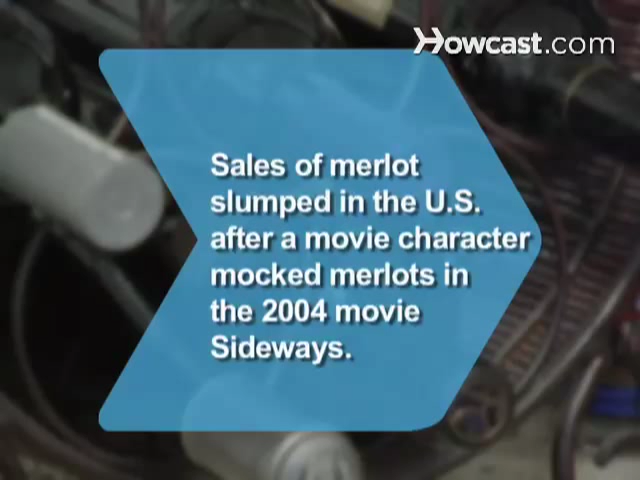 Howcast.com
Sales of merlot
slumped in the U.S.
after a movie character
mocked merlots in
the 2004 movie
Sideways.